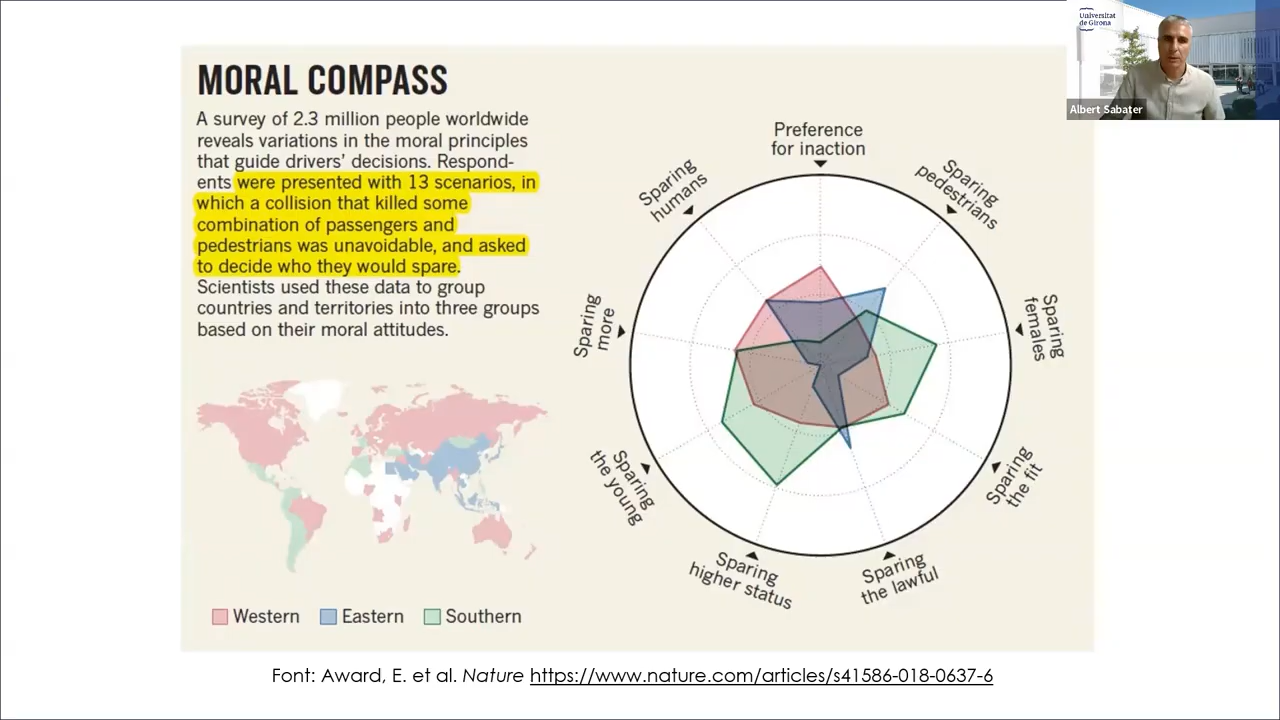 Universitat
de Girona
Albert Sabater
MORAL COMPASS
A survey of 2.3 million people worldwide
reveals variations in the moral principles
that guide drivers' decisions. Respond-
ents were presented with 13 scenarios, in
which a collision that killed some
combination of passengers and
pedestrians was unavoidable, and asked
to decide who they would spare.
Scientists used these data to group
countries and territories into three groups
based on their moral attitudes.
Preference
for inaction
Sparing
pedestrians
Sparing
females
Sparing
the fit
Sparing
the lawful
Sparing
higher status
Sparing
the young
Sparing
more
Sparing
humans
Western
Eastern
Southern
Font: Award, E. et al. Nature https://www.nature.com/articles/s41586-018-0637-6